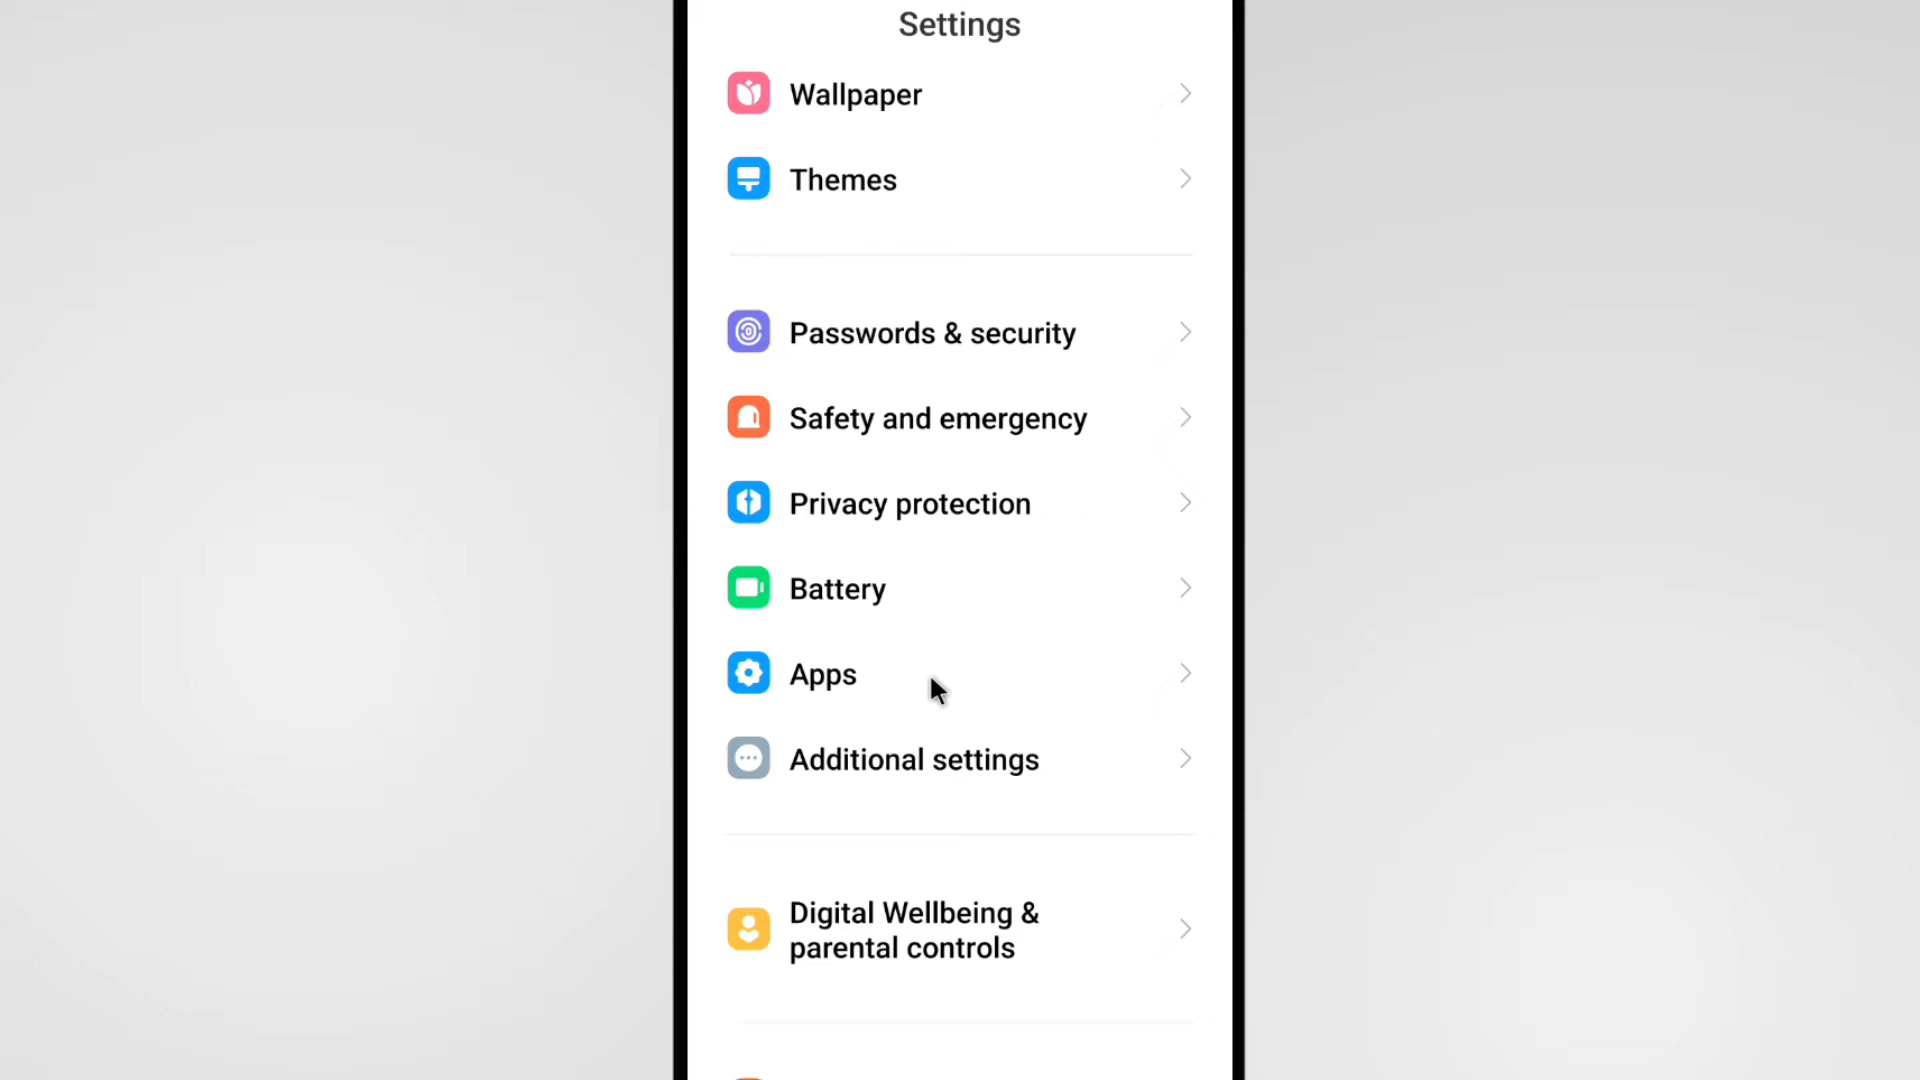 Settings
Wallpaper
Themes
Passwords & security
Safety and emergency
Privacy protection
Battery
Apps
Additional settings
Digital Wellbeing &
parental controls